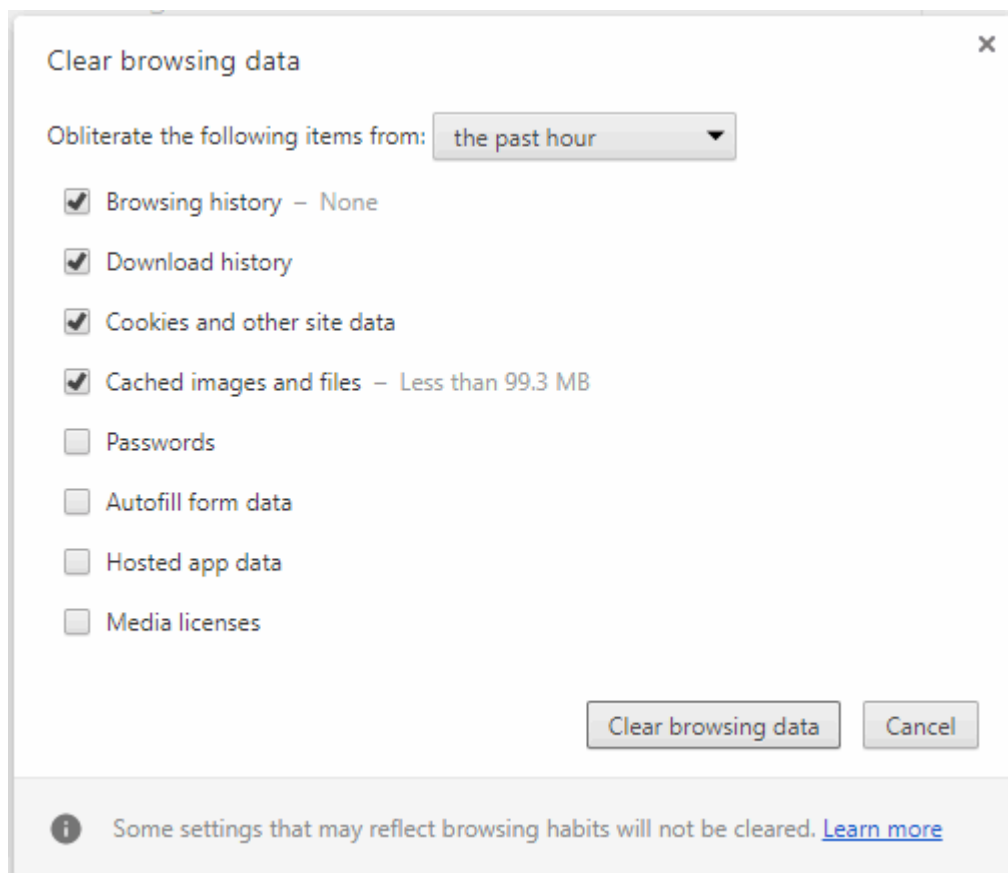 Clear browsing data
Obliterate the following items from: the past hour
Browsing history – None
Download history
Cookies and other site data
Cached images and files – Less than 99.3 MB
Passwords
Autofill form data
Hosted app data
Media licenses
Clear browsing data Cancel
Some settings that may reflect browsing habits will not be cleared. Learn more